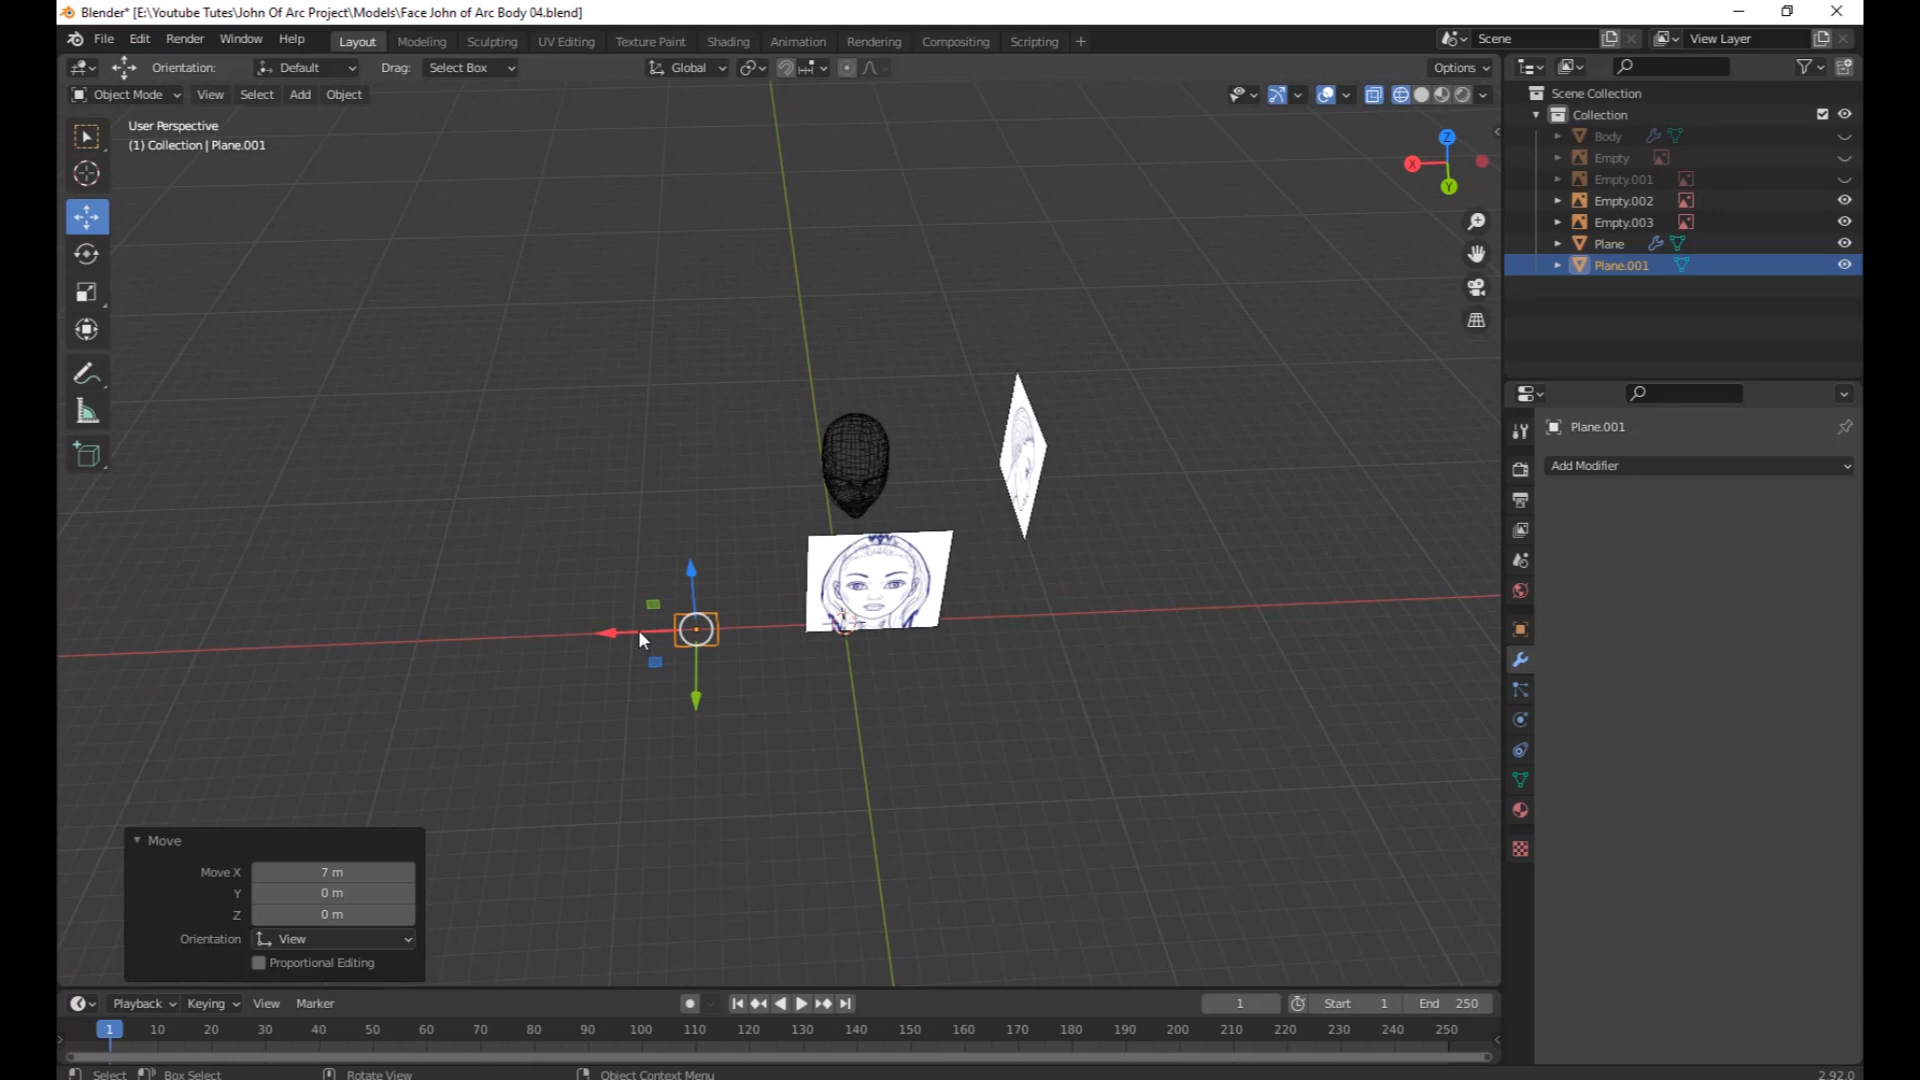 Blender* [E:\Youtube Tutes\John Of Arc Project\Models\Face John of Arc Body 04.blend]
File Edit Render Window Help Layout Modeling Sculpting UV Editing Texture Paint Shading Animation Rendering Compositing Scripting + Scene View Layer
Orientation: Default Drag: Select Box Global Options
Object Mode View Select Add Object
User Perspective
(1) Collection | Plane.001
Z
X
Y
Scene Collection
Collection
Body
Empty
Empty.001
Empty.002
Empty.003
Plane
Plane.001
Plane.001
Add Modifier
Move
Move X 7 m
Y 0 m
Z 0 m
Orientation View
Proportional Editing
Playback Keying View Marker 1 Start 1 End 250
1 10 20 30 40 50 60 70 80 90 100 110 120 130 140 150 160 170 180 190 200 210 220 230 240 250
Select Box Select Rotate View Object Context Menu 2.92.0